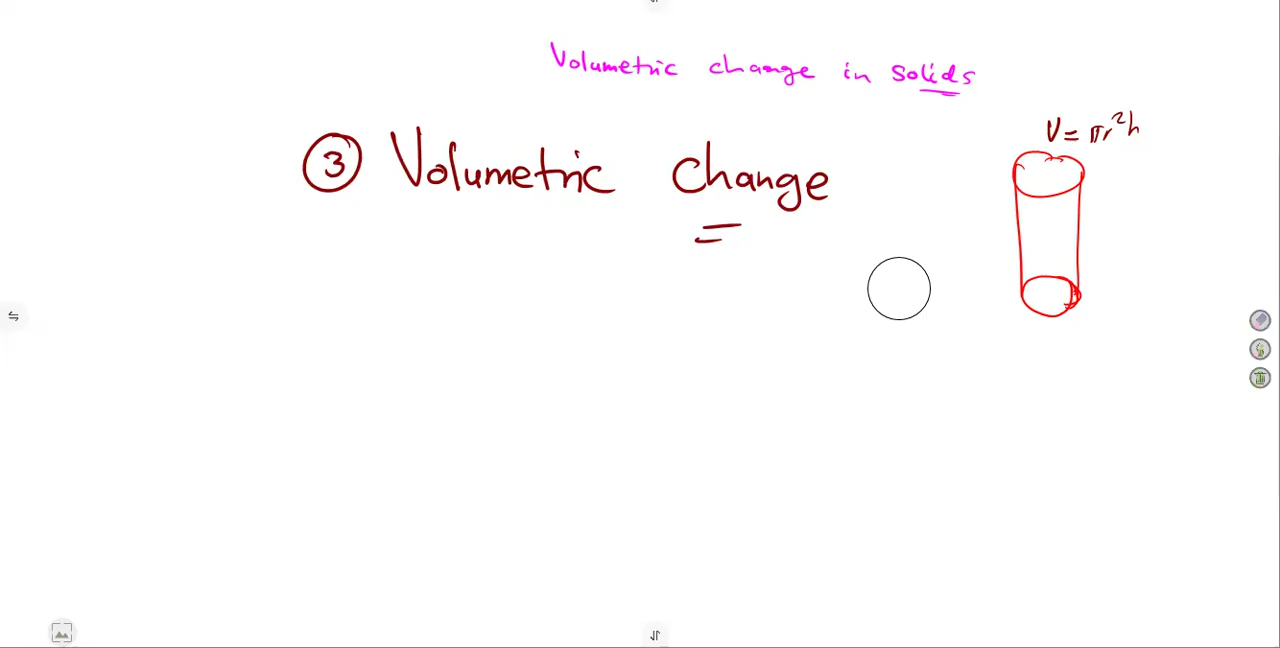 Volumetric change in solids
③ Volumetric change
V = πr²h